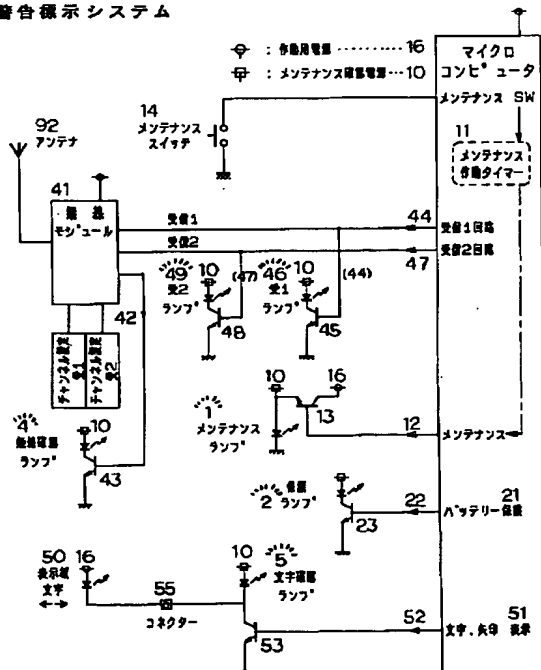 警告標示システム
: 作動用電源 ········· 16
: メンテナンス確認電源 ··· 10
マイクロ
コンピュータ
メンテナンス SW
14
メンテナンス
スイッチ
11
メンテナンス
作動タイマー
92
アンテナ
41
無線
モジュール
受信1
44
受信1回路
受信2
受信2回路
47
49 10 (47)
受2
ランプ
48
46 10 (44)
受1
ランプ
45
42
チャンネル設定
受1
チャンネル設定
受2
10 16
1
メンテナンス
ランプ
13
12
メンテナンス
4 10
ランプ
43
2 保護
ランプ
23
22
21
バッテリー保護
50 16
表示板
文字
55
コネクター
10
5
文字確認
ランプ
53
52
51
文字、矢印 表示